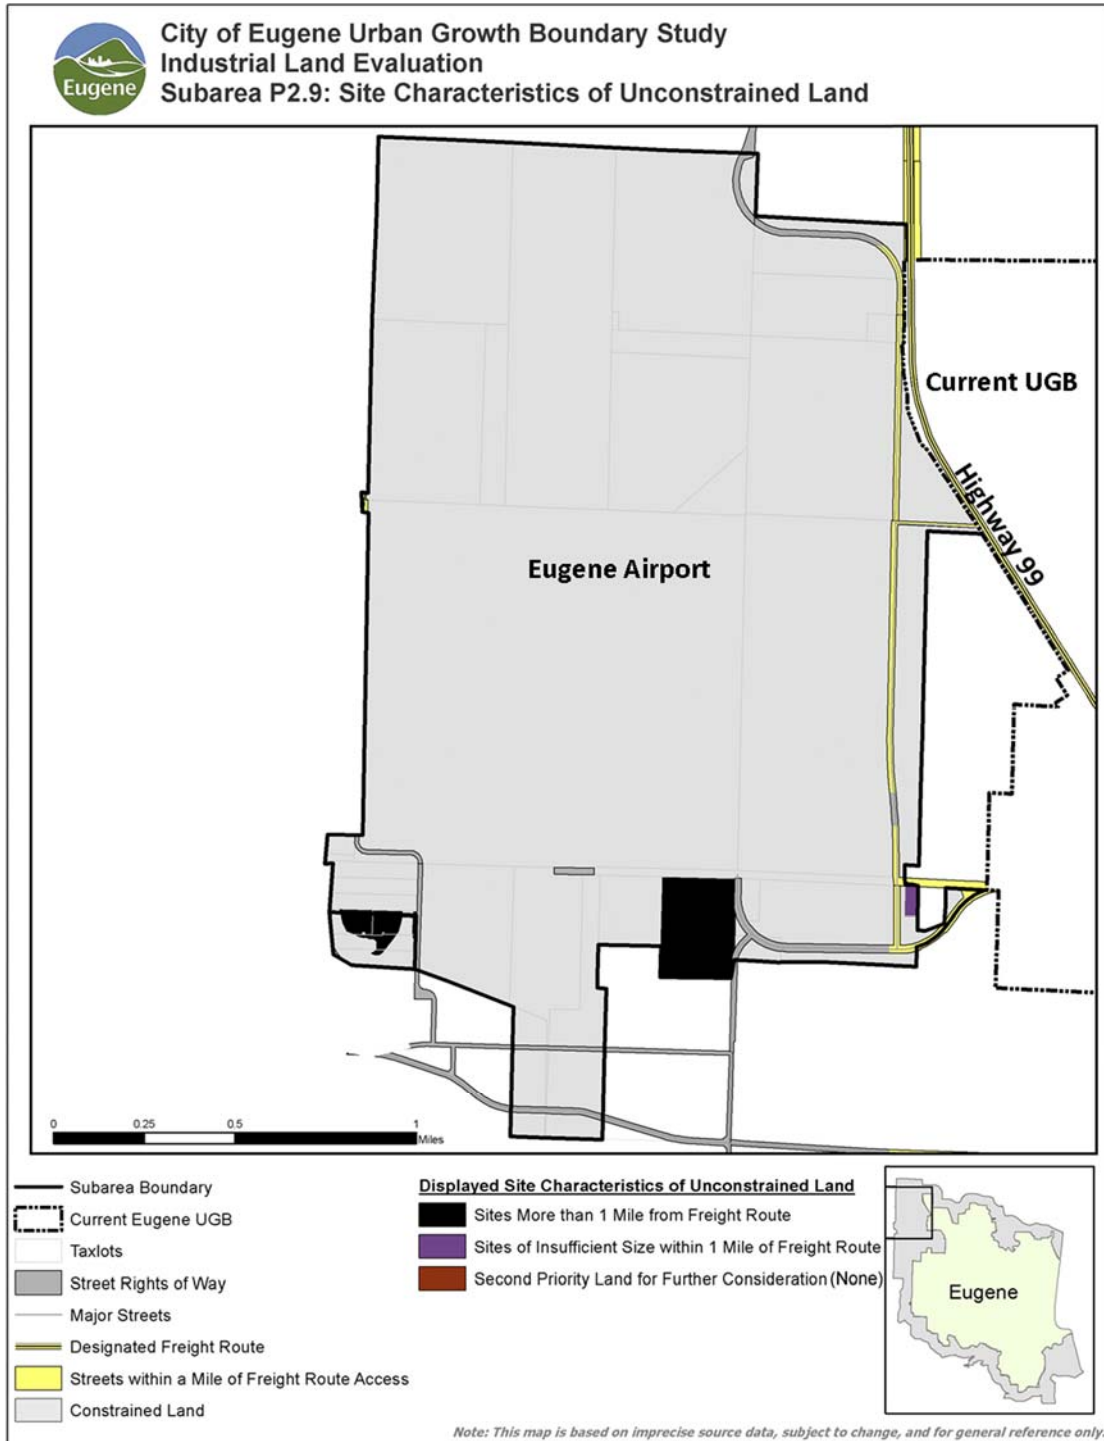 City of Eugene Urban Growth Boundary Study
Industrial Land Evaluation
Subarea P2.9: Site Characteristics of Unconstrained Land
Eugene
Current UGB
Highway 99
Eugene Airport
0 0.25 0.5 1
Miles
Subarea Boundary
Current Eugene UGB
Taxlots
Street Rights of Way
Major Streets
Designated Freight Route
Streets within a Mile of Freight Route Access
Constrained Land
Displayed Site Characteristics of Unconstrained Land
Sites More than 1 Mile from Freight Route
Sites of Insufficient Size within 1 Mile of Freight Route
Second Priority Land for Further Consideration (None)
Eugene
Note: This map is based on imprecise source data, subject to change, and for general reference only.